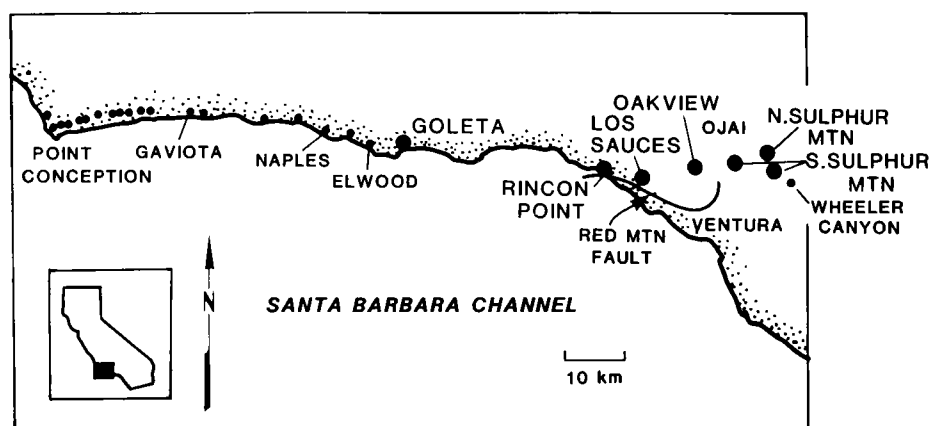 POINT
CONCEPTION
GAVIOTA
NAPLES
ELWOOD
GOLETA
RINCON
POINT
LOS
SAUCES
OAKVIEW
OJAI
N.SULPHUR
MTN
S.SULPHUR
MTN
WHEELER
CANYON
VENTURA
RED MTN
FAULT
N
SANTA BARBARA CHANNEL
10 km